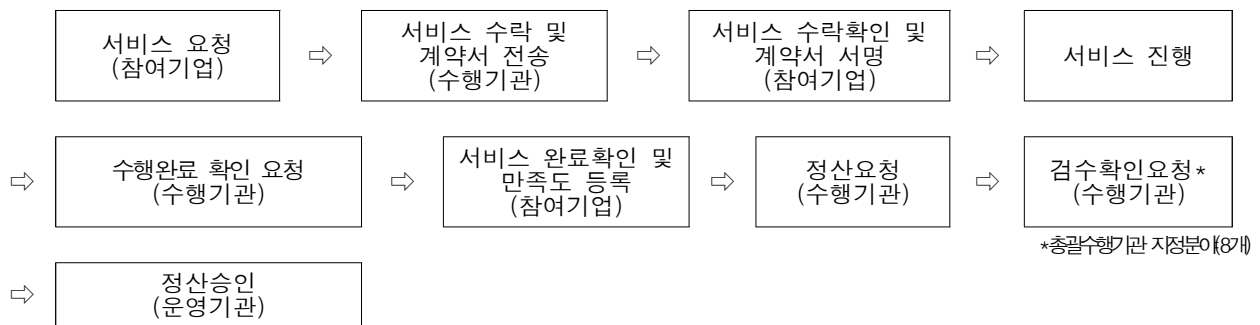 서비스 요청
(참여기업)
⇨
서비스 수락 및
계약서 전송
(수행기관)
⇨
서비스 수락확인 및
계약서 서명
(참여기업)
⇨
서비스 진행
⇨
수행완료 확인 요청
(수행기관)
⇨
서비스 완료확인 및
만족도 등록
(참여기업)
⇨
정산요청
(수행기관)
⇨
검수확인요청*
(수행기관)
*총괄수행기관 지정분야(8개)
⇨
정산승인
(운영기관)